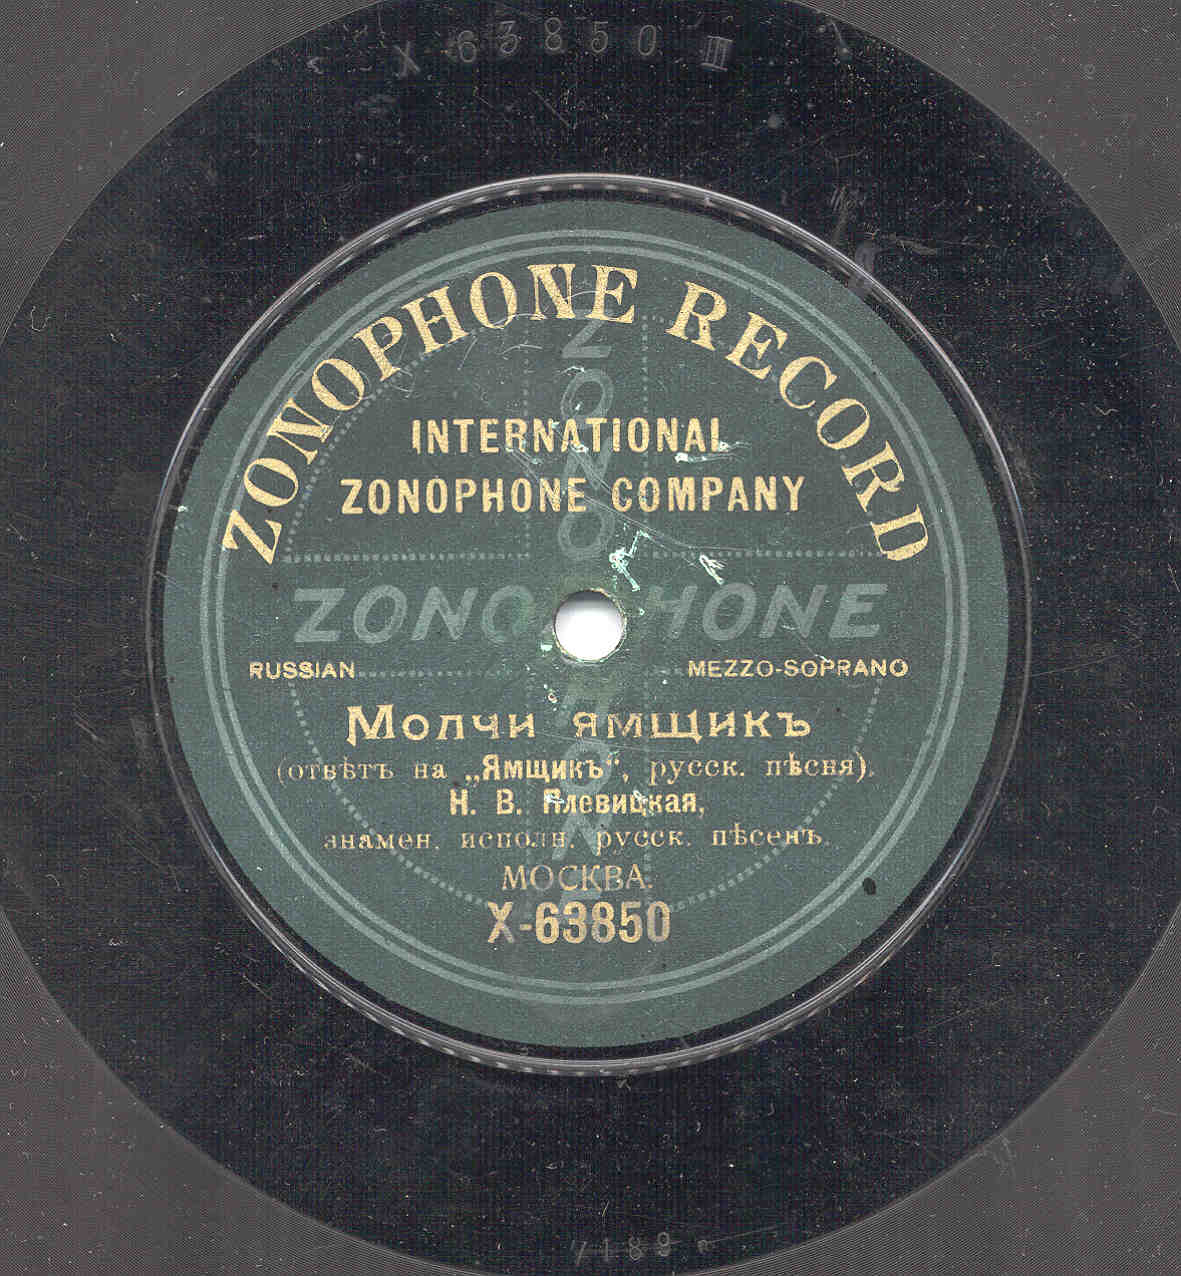 X 63850 III
ZONOPHONE RECORD
INTERNATIONAL
ZONOPHONE COMPANY
ZONOPHONE
RUSSIAN MEZZO-SOPRANO
Молчи ямщикъ
(отвѣтъ на „Ямщикъ“, русск. пѣсня).
Н. В. Плевицкая,
знамен. исполн. русск. пѣсенъ.
МОСКВА.
X-63850
7189